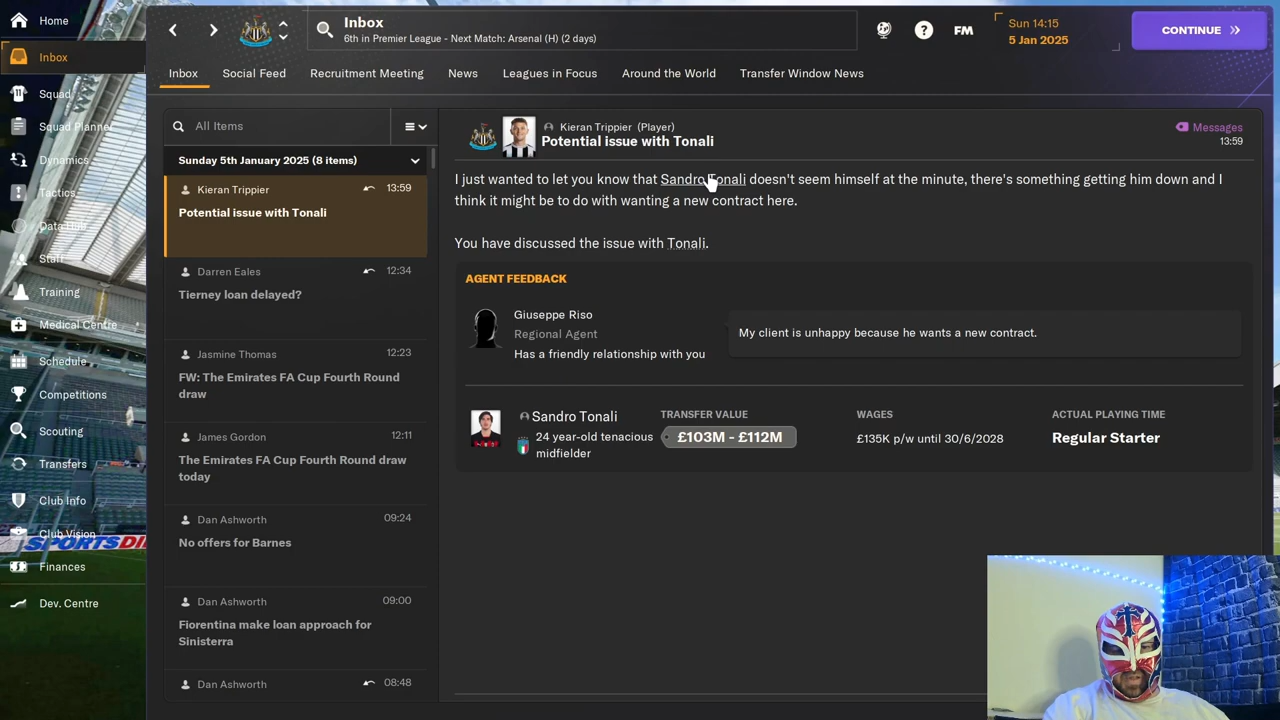 Home
Inbox
Squad
Squad Planner
Dynamics
Tactics
Data Hub
Staff
Training
Medical Centre
Schedule
Competitions
Scouting
Transfers
Club Info
Club Vision
SPORTS DI
Finances
Dev. Centre
Inbox
6th in Premier League - Next Match: Arsenal (H) (2 days)
?
FM
Sun 14:15
5 Jan 2025
CONTINUE
Inbox
Social Feed
Recruitment Meeting
News
Leagues in Focus
Around the World
Transfer Window News
All Items
Sunday 5th January 2025 (8 items)
Kieran Trippier 13:59
Potential issue with Tonali
Darren Eales 12:34
Tierney loan delayed?
Jasmine Thomas 12:23
FW: The Emirates FA Cup Fourth Round
draw
James Gordon 12:11
The Emirates FA Cup Fourth Round draw
today
Dan Ashworth 09:24
No offers for Barnes
Dan Ashworth 09:00
Fiorentina make loan approach for
Sinisterra
Dan Ashworth 08:48
Kieran Trippier (Player)
Potential issue with Tonali
Messages
13:59
I just wanted to let you know that Sandro Tonali doesn't seem himself at the minute, there's something getting him down and I
think it might be to do with wanting a new contract here.
You have discussed the issue with Tonali.
AGENT FEEDBACK
Giuseppe Riso
Regional Agent
Has a friendly relationship with you
My client is unhappy because he wants a new contract.
Sandro Tonali
24 year-old tenacious
midfielder
TRANSFER VALUE
£103M - £112M
WAGES
£135K p/w until 30/6/2028
ACTUAL PLAYING TIME
Regular Starter